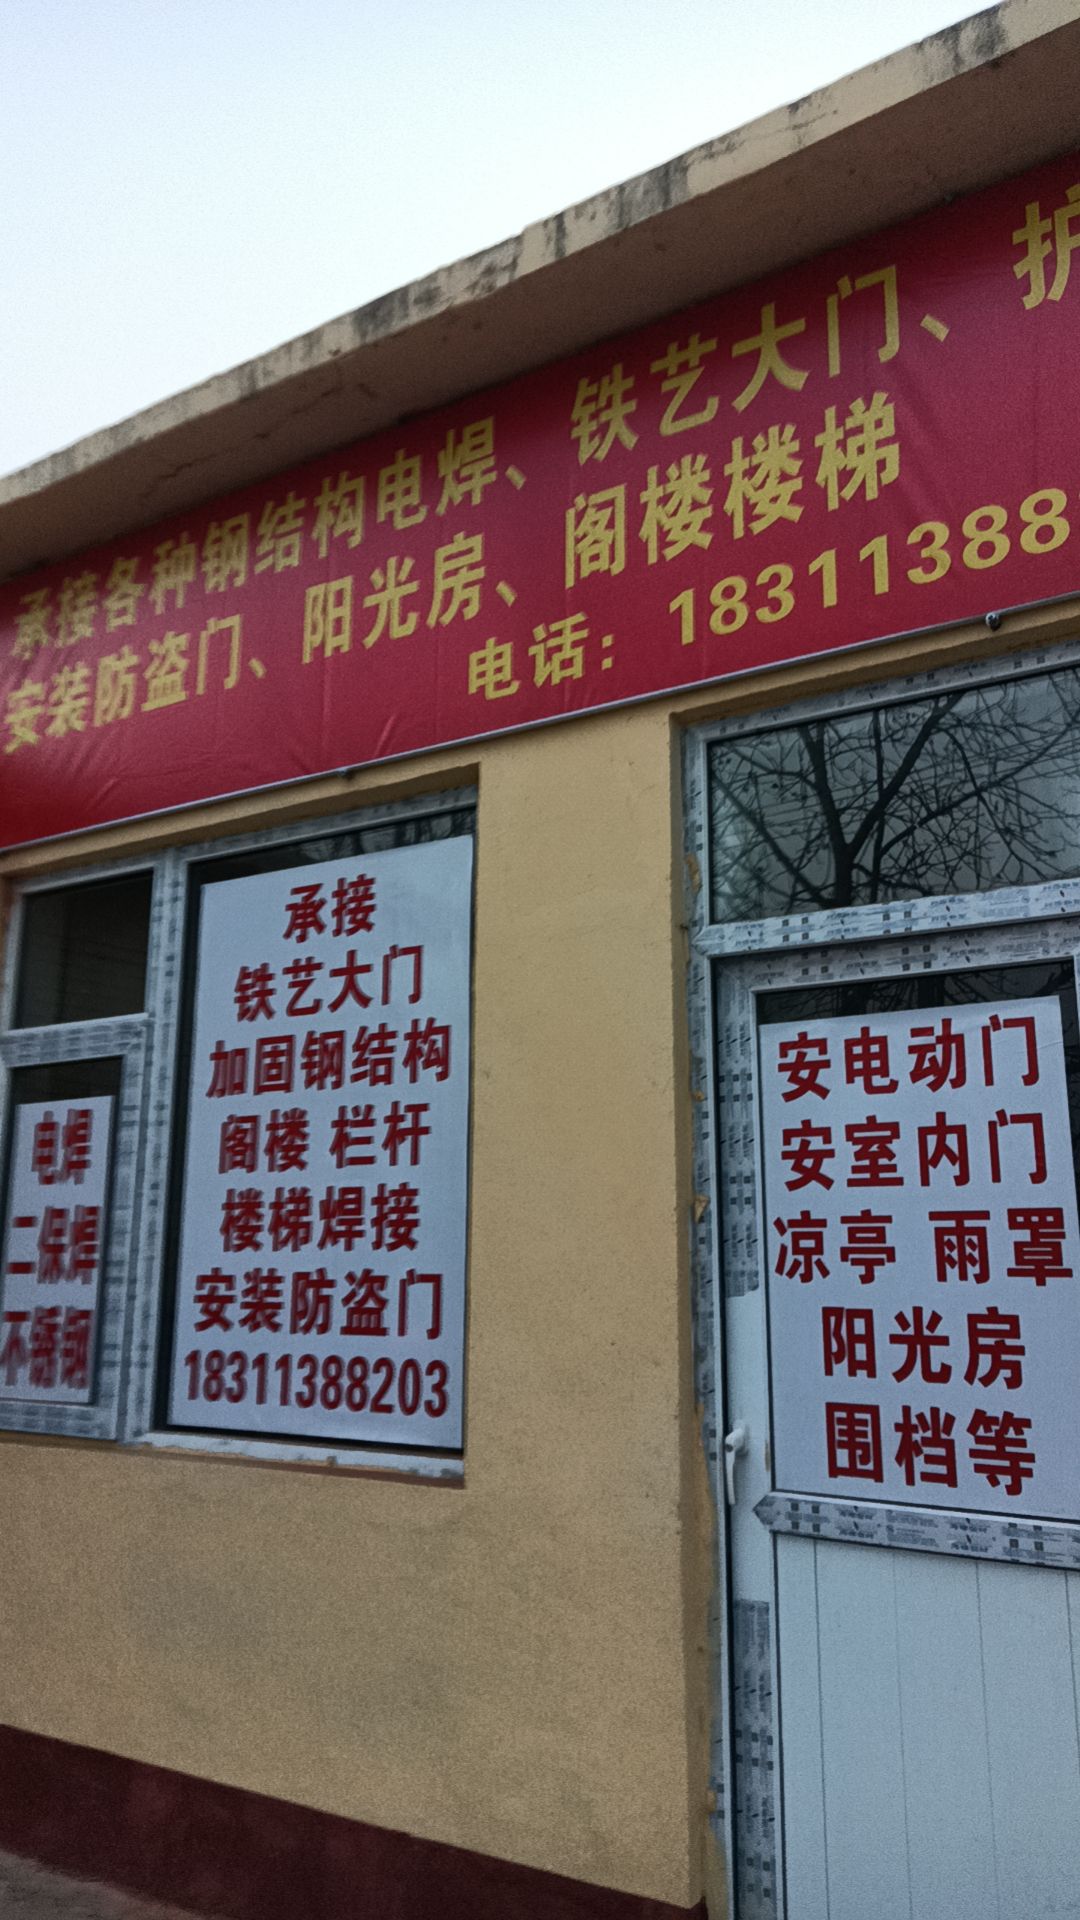 承接各种钢结构电焊、铁艺大门、护
安装防盗门、阳光房、阁楼楼梯
电话：18311388
承接
铁艺大门
加固钢结构
阁楼 栏杆
楼梯焊接
安装防盗门
18311388203
电焊
二保焊
不锈钢
安电动门
安室内门
凉亭 雨罩
阳光房
围档等